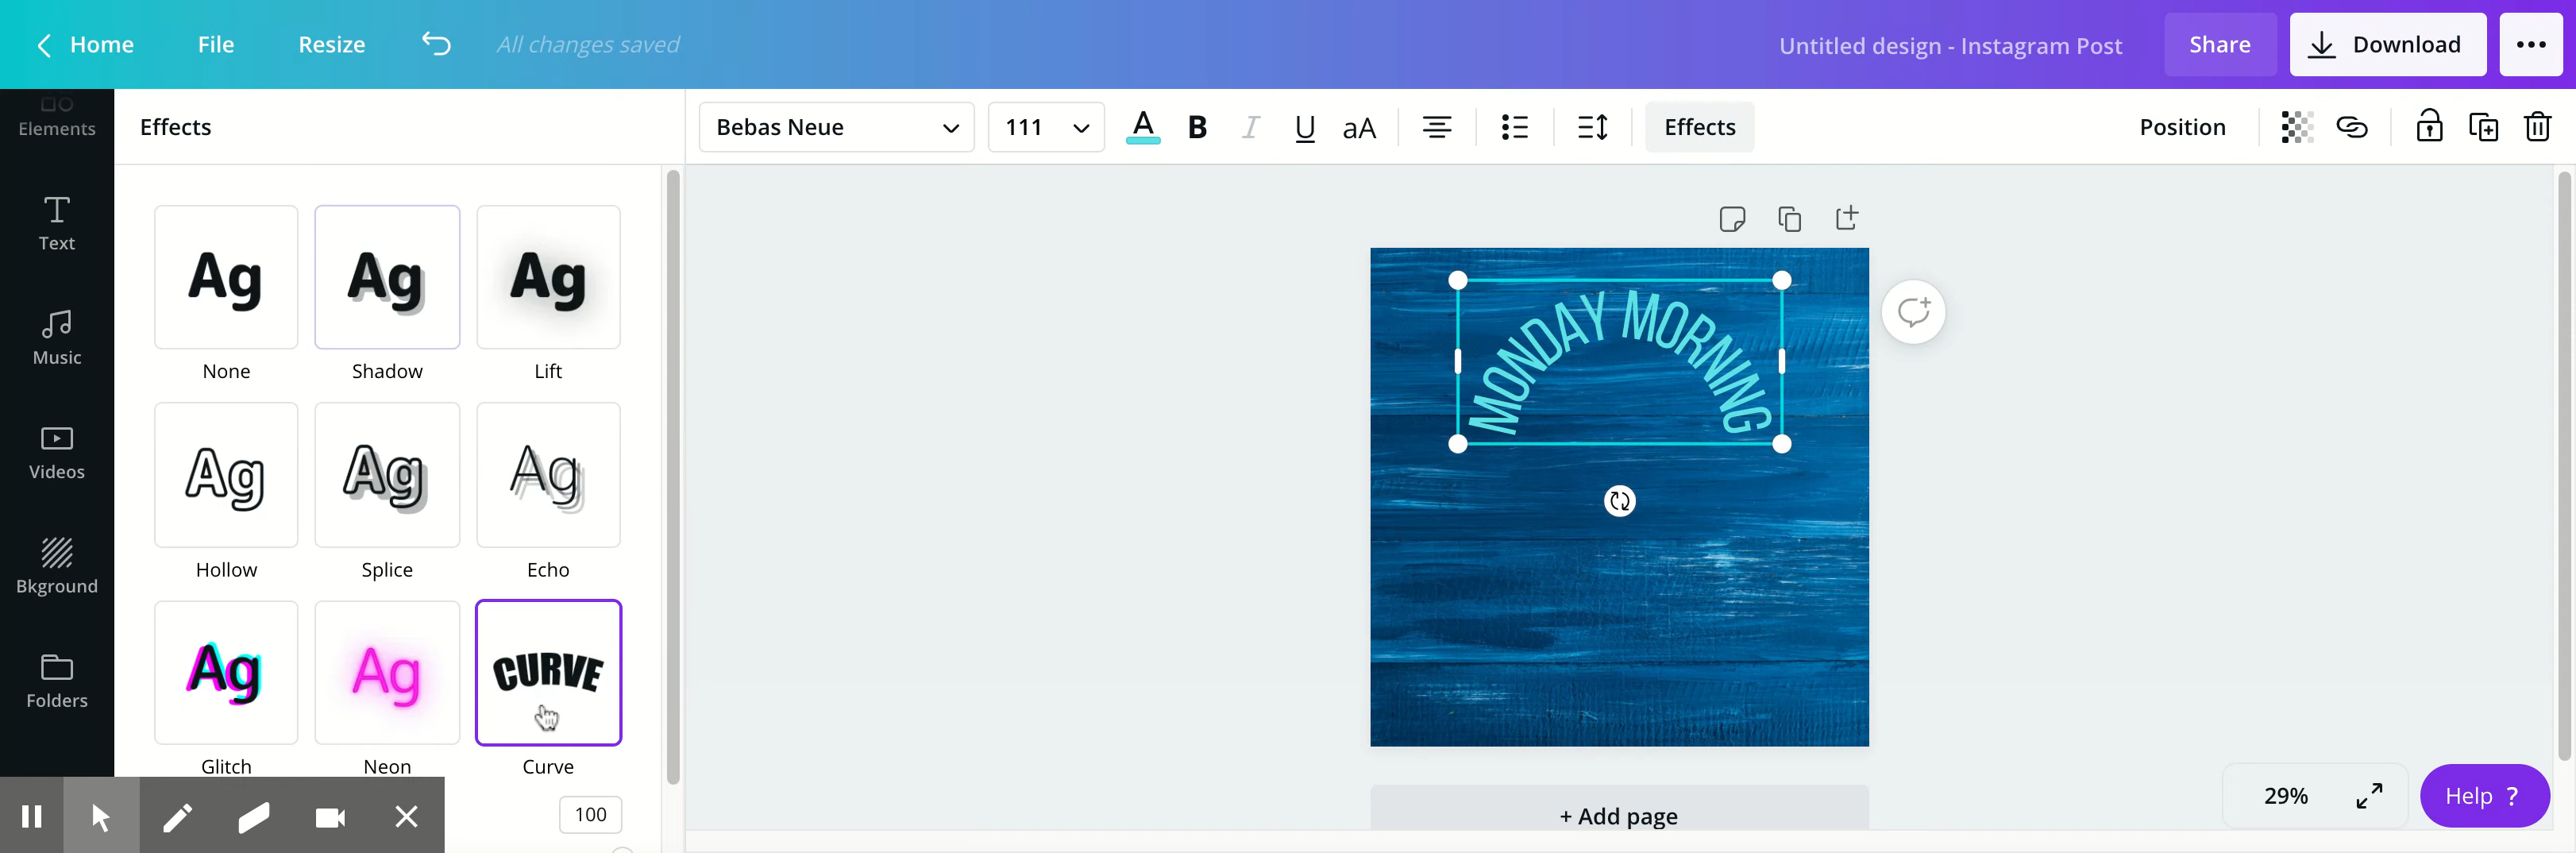 Home File Resize All changes saved Untitled design - Instagram Post Share Download
Elements
Text
Music
Videos
Bkground
Folders
Effects
Ag Ag Ag
None Shadow Lift
Ag Ag Ag
Hollow Splice Echo
Ag Ag CURVE
Glitch Neon Curve
100
Bebas Neue 111 A B I U aA Effects Position
MONDAY MORNING
+ Add page
29% Help ?